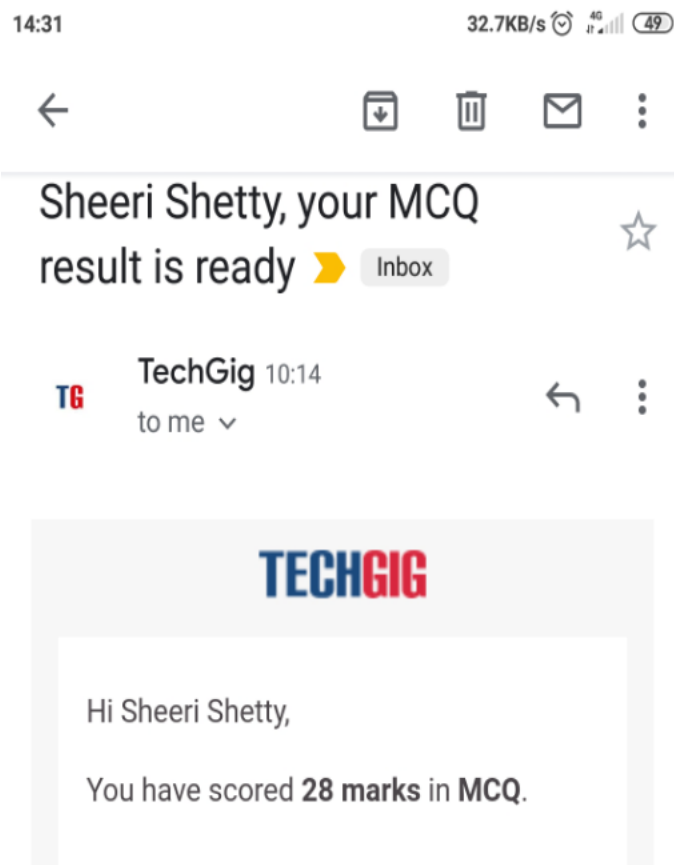 14:31 32.7KB/s 4G 49
Sheeri Shetty, your MCQ
result is ready Inbox
TG TechGig 10:14
to me
TECHGIG
Hi Sheeri Shetty,
You have scored 28 marks in MCQ.